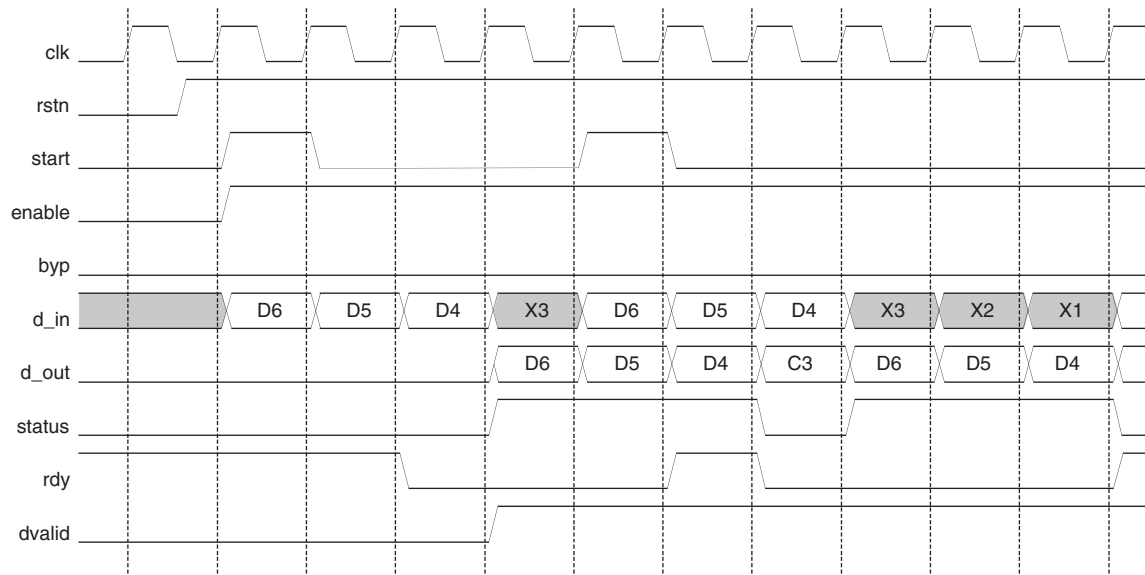 clk
rstn
start
enable
byp
d_in D6 D5 D4 X3 D6 D5 D4 X3 X2 X1
d_out D6 D5 D4 C3 D6 D5 D4
status
rdy
dvalid